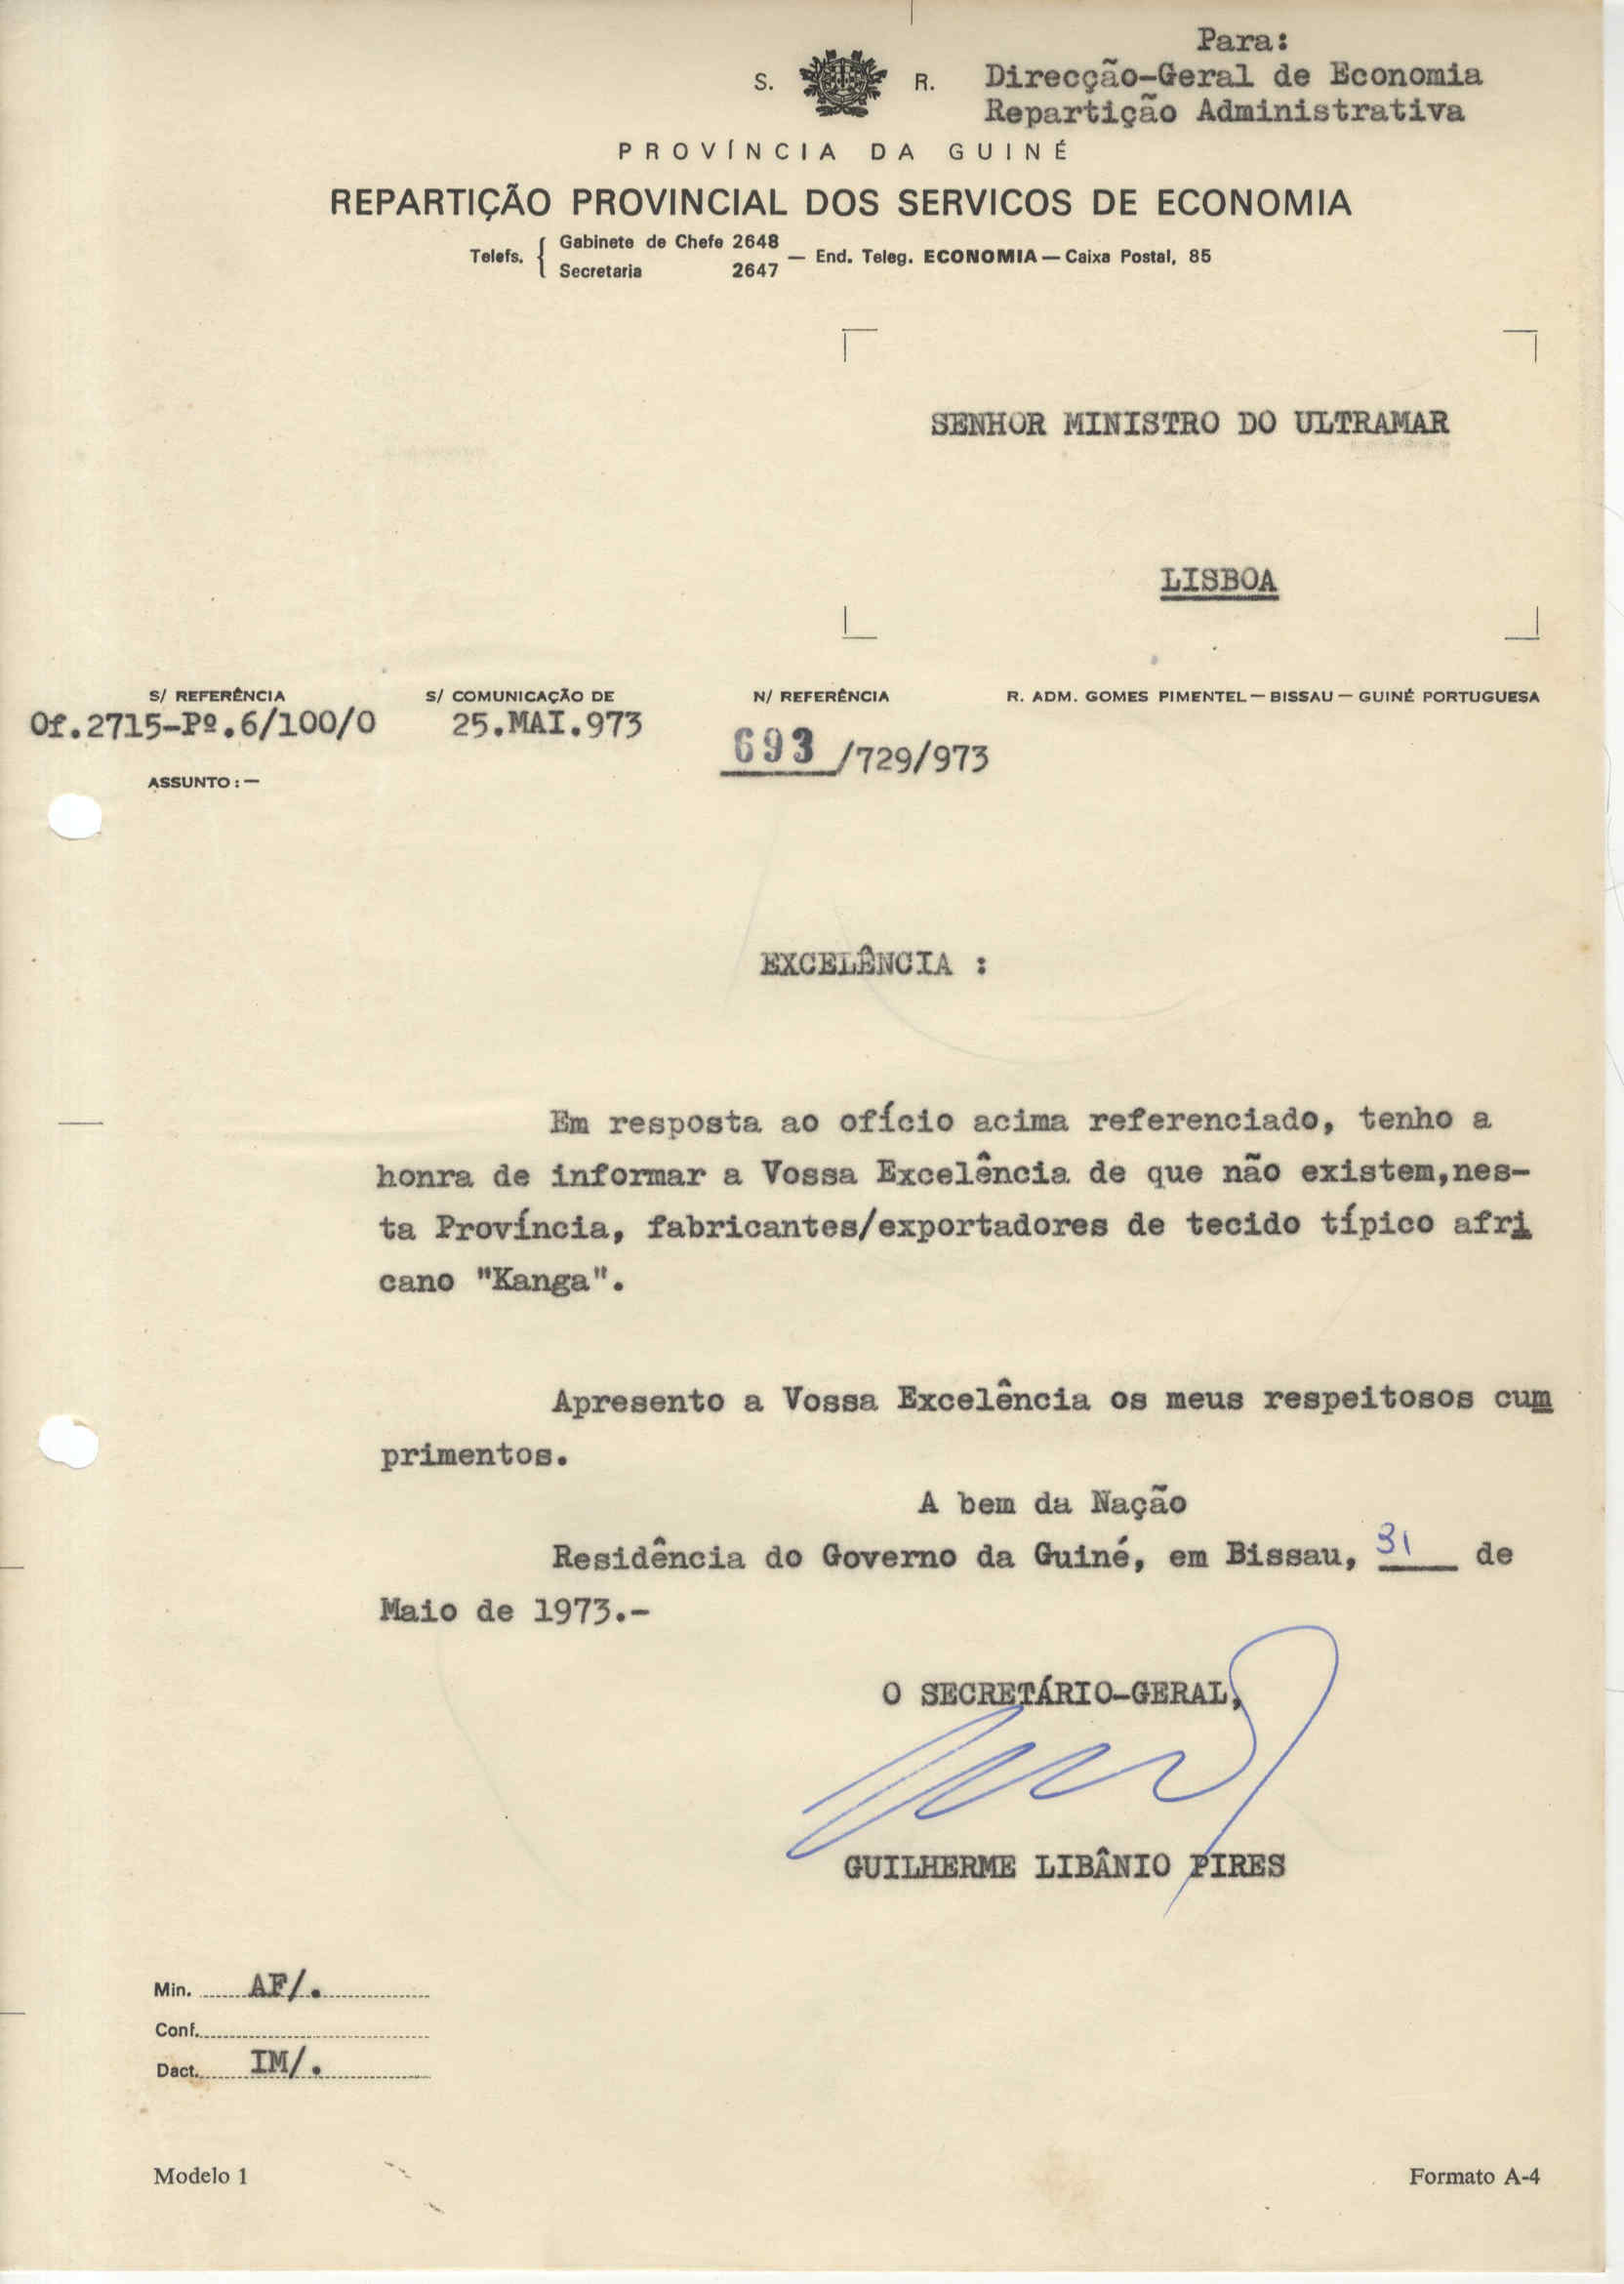 Para:
Direcção-Geral de Economia
Repartição Administrativa
S. R.
PROVÍNCIA DA GUINÉ
REPARTIÇÃO PROVINCIAL DOS SERVICOS DE ECONOMIA
Telefs. { Gabinete de Chefe 2648
Secretaria 2647 — End. Teleg. ECONOMIA — Caixa Postal, 85
SENHOR MINISTRO DO ULTRAMAR
LISBOA
S/ REFERÊNCIA S/ COMUNICAÇÃO DE N/ REFERÊNCIA R. ADM. GOMES PIMENTEL — BISSAU — GUINÉ PORTUGUESA
Of.2715-Pº.6/100/0 25.MAI.973
693/729/973
ASSUNTO : —
EXCELÊNCIA :
Em resposta ao ofício acima referenciado, tenho a
honra de informar a Vossa Excelência de que não existem,nes-
ta Província, fabricantes/exportadores de tecido típico afri
cano "Kanga".
Apresento a Vossa Excelência os meus respeitosos cum
primentos.
A bem da Nação
Residência do Governo da Guiné, em Bissau, 31 de
Maio de 1973.-
O SECRETÁRIO-GERAL,
GUILHERME LIBÂNIO PIRES
Min. AF/.
Conf.
Dact. IM/.
Modelo 1 Formato A-4